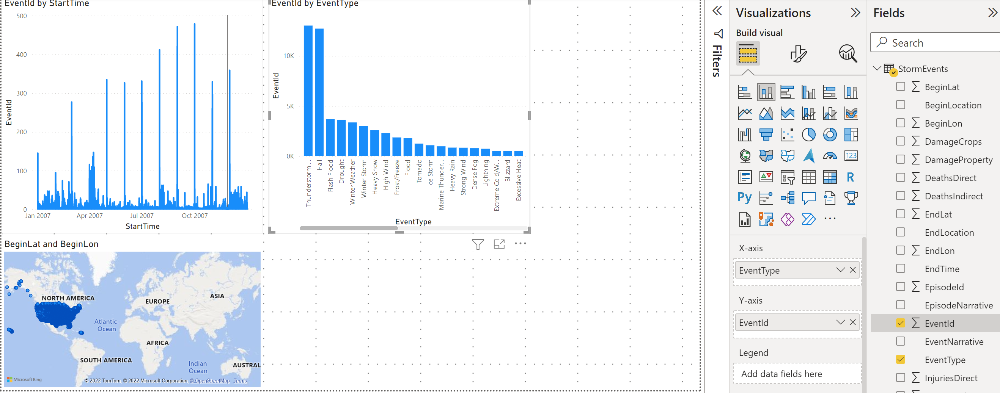 EventId by StartTime
500
400
300
200
100
0
EventId
Jan 2007
Apr 2007
Jul 2007
Oct 2007
StartTime
EventId by EventType
10K
5K
0K
EventId
Thunderstorm ...
Hail
Flash Flood
Drought
Winter Weather
Winter Storm
Heavy Snow
High Wind
Frost/Freeze
Flood
Tornado
Ice Storm
Marine Thunder...
Heavy Rain
Strong Wind
Dense Fog
Lightning
Extreme Cold/W...
Blizzard
Excessive Heat
EventType
BeginLat and BeginLon
NORTH AMERICA
EUROPE
ASIA
Atlantic
Ocean
AFRICA
SOUTH AMERICA
Indian
Ocean
AUSTRAL
Microsoft Bing
© 2022 TomTom, © 2022 Microsoft Corporation, © OpenStreetMap Terms
Filters
Visualizations
Build visual
123
R
Py
X-axis
EventType
Y-axis
EventId
Legend
Add data fields here
Fields
Search
StormEvents
BeginLat
BeginLocation
BeginLon
DamageCrops
DamageProperty
DeathsDirect
DeathsIndirect
EndLat
EndLocation
EndLon
EndTime
EpisodeId
EpisodeNarrative
EventId
EventNarrative
EventType
InjuriesDirect